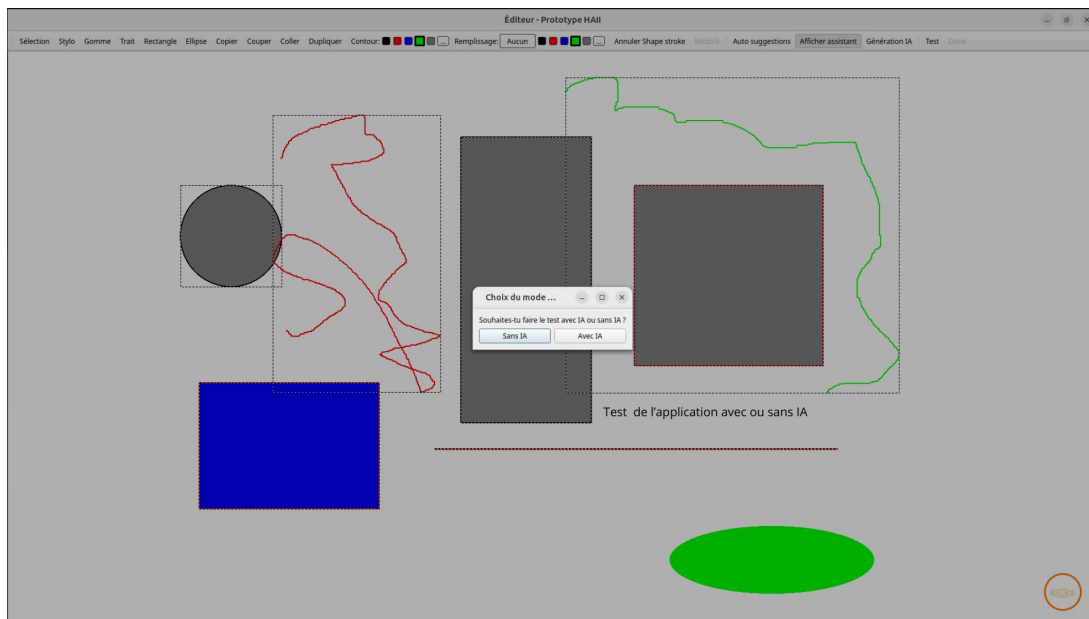 Éditeur - Prototype HAII
Sélection Stylo Gomme Trait Rectangle Ellipse Copier Couper Coller Dupliquer Contour: ... Remplissage: Aucun ... Annuler Shape stroke Rétablir Auto suggestions Afficher assistant Génération IA Test Done
Choix du mode ...
Souhaites-tu faire le test avec IA ou sans IA ?
Sans IA Avec IA
Test de l'application avec ou sans IA